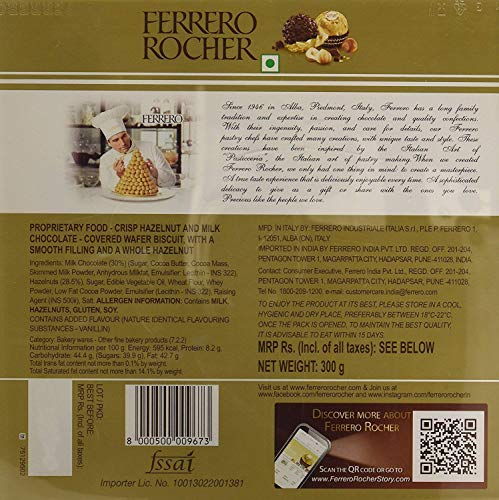 FERRERO
ROCHER
FERRERO
Since 1946 in Alba, Piedmont, Italy, Ferrero has a long family
tradition and expertise in creating chocolate and quality confections.
With their ingenuity, passion, and care for details, our Ferrero
pastry chefs have crafted many creations, with unique taste and style. These
creations have been inspired by the Italian Art of
"Pasticceria", the Italian art of pastry making.When we created
Ferrero Rocher, we only had one thing in mind: to create a masterpiece.
A true taste experience that is deliciously enjoyable every time. A sophisticated
delicacy to give as a gift or share with the ones you love.
Precious like the people we love.
PROPRIETARY FOOD - CRISP HAZELNUT AND MILK
CHOCOLATE - COVERED WAFER BISCUIT, WITH A
SMOOTH FILLING AND A WHOLE HAZELNUT
Ingredients: Milk Chocolate (30%) (Sugar, Cocoa Butter, Cocoa Mass,
Skimmed Milk Powder, Anhydrous Milkfat, Emulsifier: Lecithin - INS 322),
Hazelnuts (28.5%), Sugar, Edible Vegetable Oil, Wheat Flour, Whey
Powder, Low Fat Cocoa Powder, Emulsifier: Lecithin - (INS 322), Raising
Agent (INS 500ii), Salt. ALLERGEN INFORMATION: Contains MILK,
HAZELNUTS, GLUTEN, SOY.
CONTAINS ADDED FLAVOUR (NATURE IDENTICAL FLAVOURING
SUBSTANCES - VANILLIN)
Category: Bakery wares - Other fine bakery products (7.2.2)
Nutritional Information per 100 g: Energy: 595 kcal, Protein: 8.2 g,
Carbohydrate: 44.4 g, (Sugars: 39.9 g), Fat: 42.7 g
Total trans fat content not more than 0.1% by weight
Total Saturated fat content not more than 14.1% by weight
MFD. IN ITALY BY: FERRERO INDUSTRIALE ITALIA S.r.l., P.LE P. FERRERO 1,
I-12051, ALBA (CN), ITALY
IMPORTED IN INDIA BY: FERRERO INDIA PVT. LTD. REGD. OFF. 201-204,
PENTAGON TOWER 1, MAGARPATTA CITY, HADAPSAR, PUNE-411028, INDIA
Contact: Consumer Executive, Ferrero India Pvt. Ltd., REGD. OFF. 201-204,
PENTAGON TOWER 1, MAGARPATTA CITY, HADAPSAR, PUNE-411028, INDIA.
Tel No: 1800-209-1230. e-mail: customercare.india@ferrero.com
TO ENJOY THE PRODUCT AT ITS BEST, PLEASE STORE IN A COOL,
HYGIENIC AND DRY PLACE, PREFERABLY BETWEEN 18°C-22°C
ONCE THE PACK IS OPENED. TO MAINTAIN THE BEST QUALITY,
IT IS ADVISABLE TO EAT WITHIN 15 DAYS.
MRP Rs. (Incl. of all taxes): SEE BELOW
NET WEIGHT: 300 g
Visit us at www.ferrerorocher.com & Join us at
www.facebook.com/ferrerorocherin and www.instagram.com/ferrerorocherin
LOT / PKD:
BEST BEFORE:
MRP Rs. (Incl. of all taxes):
75129502
8 000500 009673
fssai
Importer Lic. No. 10013022001381
DISCOVER MORE ABOUT
FERRERO ROCHER
SCAN THE QR CODE or go to
www.FerreroRocherStory.com